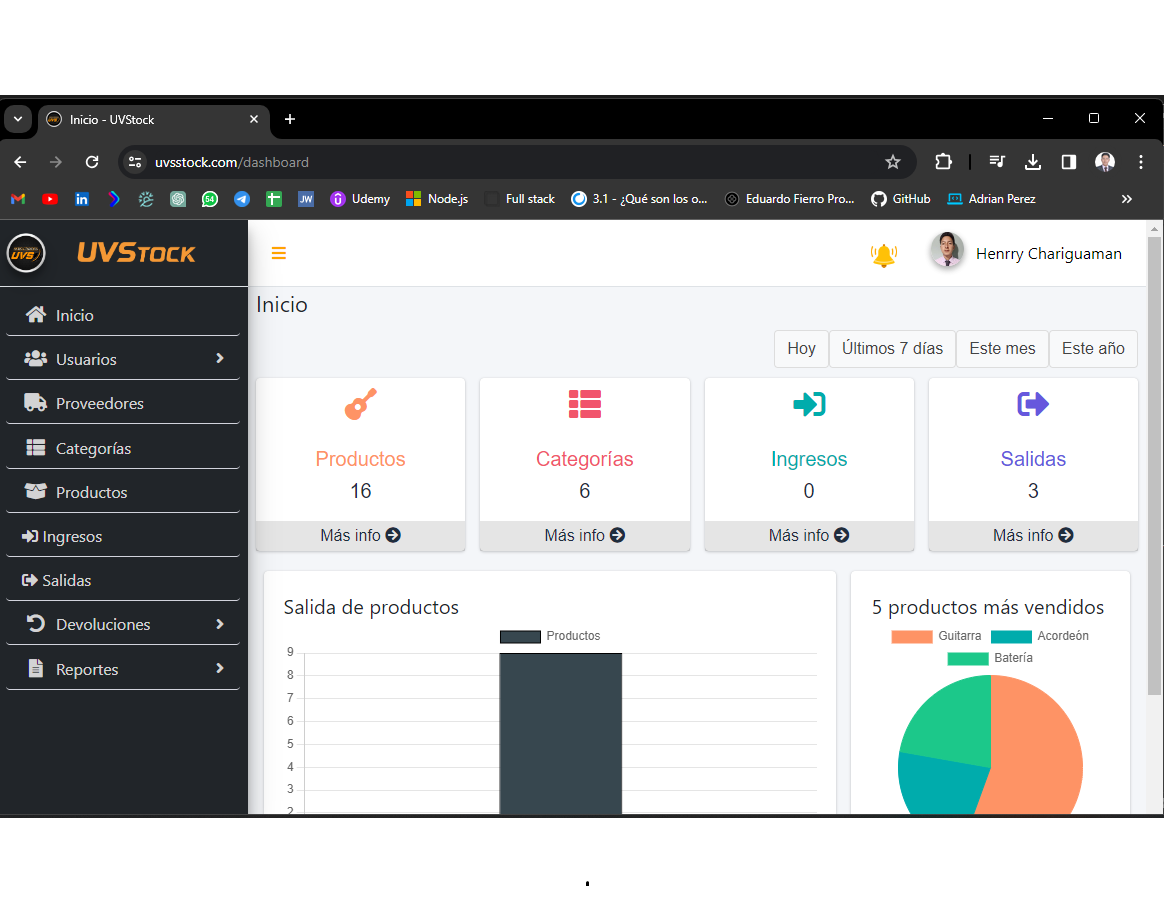 Inicio - UVStock
uvsstock.com/dashboard
54
JW
Udemy
Node.js
Full stack
3.1 - ¿Qué son los o...
Eduardo Fierro Pro...
GitHub
Adrian Perez
UVS
UVStock
Henrry Chariguaman
Inicio
Inicio
Usuarios
Proveedores
Categorías
Productos
Ingresos
Salidas
Devoluciones
Reportes
Hoy
Últimos 7 días
Este mes
Este año
Productos
16
Más info
Categorías
6
Más info
Ingresos
0
Más info
Salidas
3
Más info
Salida de productos
Productos
9
8
7
6
5
4
3
2
5 productos más vendidos
Guitarra
Acordeón
Batería